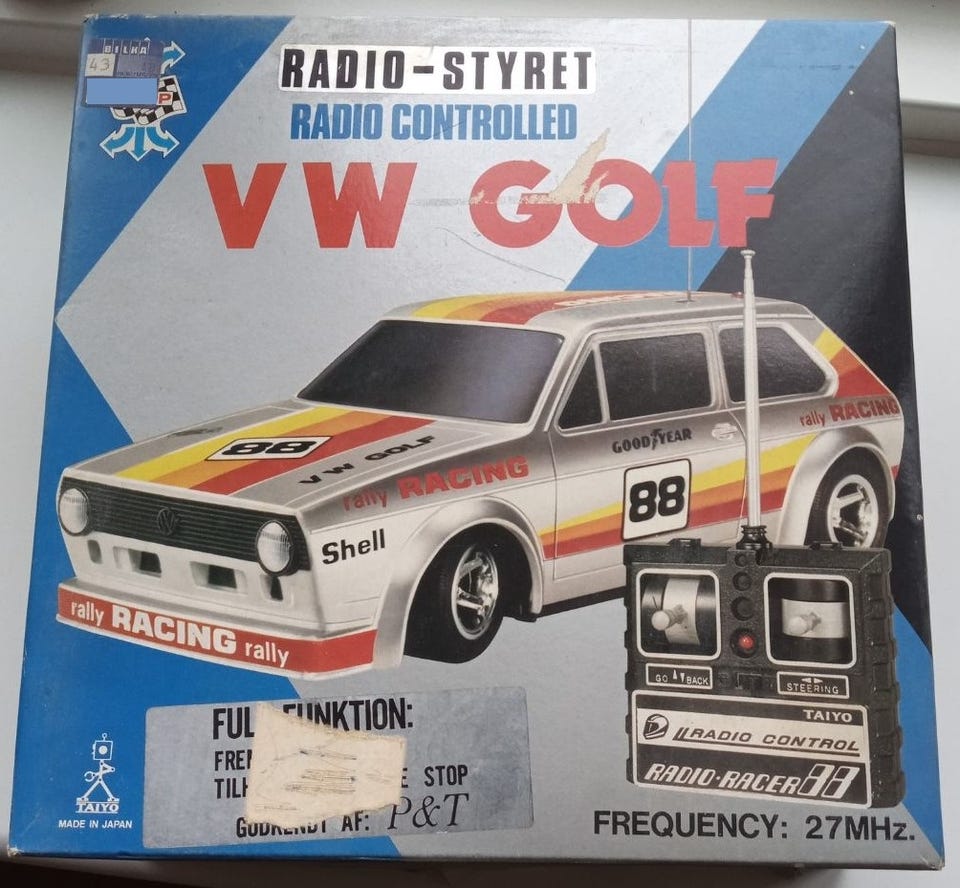 BILKA
43
P
RADIO-STYRET
RADIO CONTROLLED
VW GOLF
88
VW GOLF
rally RACING
GOODYEAR
88
rally RACING
Shell
rally RACING rally
GO BACK
STEERING
TAIYO
RADIO CONTROL
RADIO-RACER
FUNKTION:
STOP
GODKENDT AF: P&T
TAIYO
MADE IN JAPAN
FREQUENCY: 27MHz.